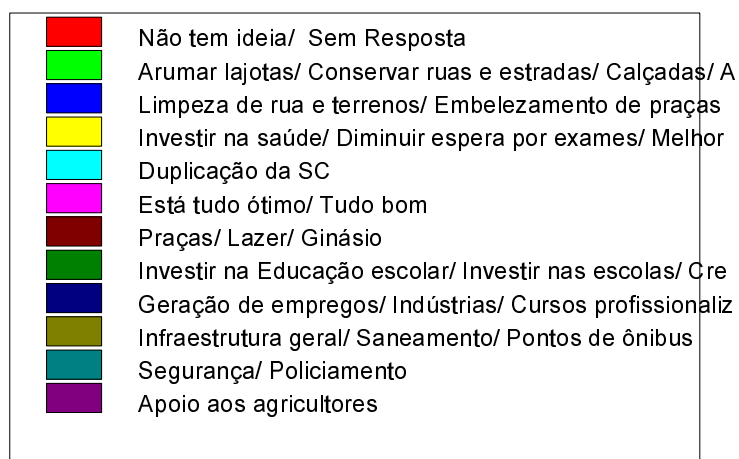 Não tem ideia/ Sem Resposta
Arumar lajotas/ Conservar ruas e estradas/ Calçadas/ A
Limpeza de rua e terrenos/ Embelezamento de praças
Investir na saúde/ Diminuir espera por exames/ Melhor
Duplicação da SC
Está tudo ótimo/ Tudo bom
Praças/ Lazer/ Ginásio
Investir na Educação escolar/ Investir nas escolas/ Cre
Geração de empregos/ Indústrias/ Cursos profissionaliz
Infraestrutura geral/ Saneamento/ Pontos de ônibus
Segurança/ Policiamento
Apoio aos agricultores